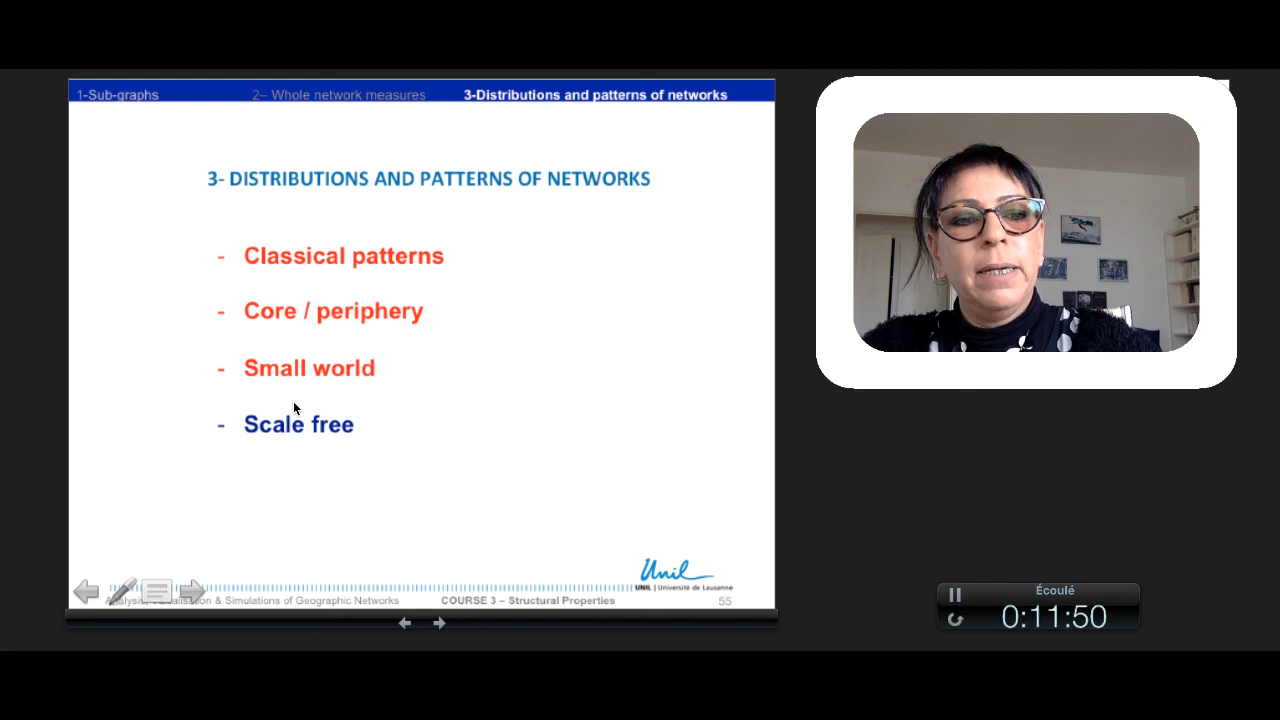 1-Sub-graphs 2– Whole network measures 3-Distributions and patterns of networks
3- DISTRIBUTIONS AND PATTERNS OF NETWORKS
- Classical patterns
- Core / periphery
- Small world
- Scale free
Unil
UNIL | Université de Lausanne
& Simulations of Geographic Networks COURSE 3 – Structural Properties 55
Écoulé
0:11:50